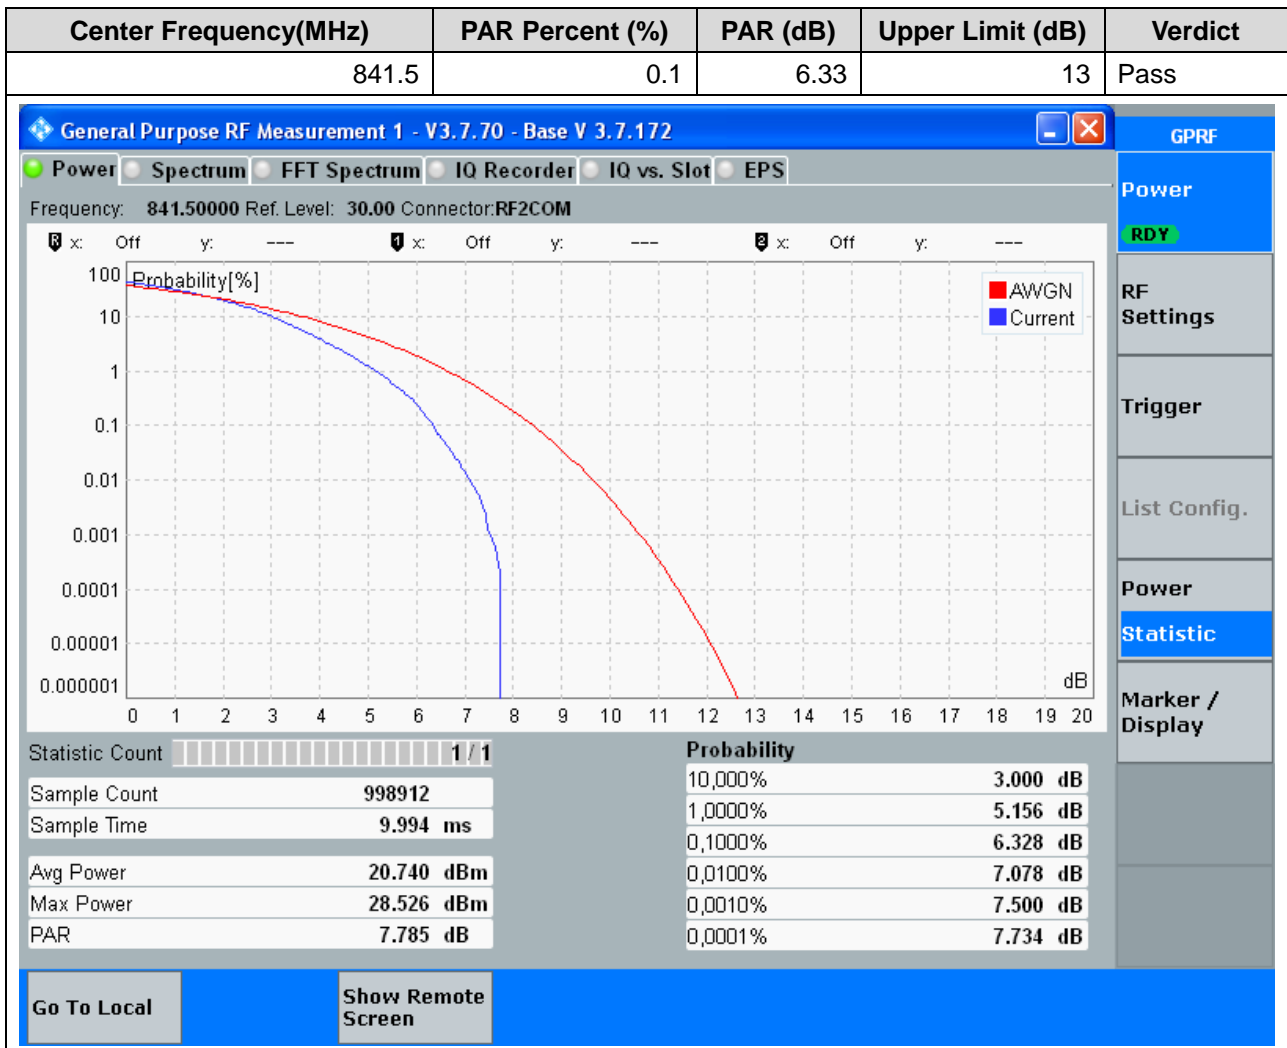 Center Frequency(MHz) PAR Percent (%) PAR (dB) Upper Limit (dB) Verdict
841.5 0.1 6.33 13 Pass
General Purpose RF Measurement 1 - V3.7.70 - Base V 3.7.172
GPRF
Power Spectrum FFT Spectrum IQ Recorder IQ vs. Slot EPS
Power
RDY
Frequency: 841.50000 Ref. Level: 30.00 Connector:RF2COM
R x: Off y: --- 1 x: Off y: --- 2 x: Off y: ---
Probability[%]
100
10
1
0.1
0.01
0.001
0.0001
0.00001
0.000001
AWGN
Current
dB
0 1 2 3 4 5 6 7 8 9 10 11 12 13 14 15 16 17 18 19 20
RF
Settings
Trigger
List Config.
Power
Statistic
Marker /
Display
Statistic Count 1 / 1
Sample Count 998912
Sample Time 9.994 ms
Avg Power 20.740 dBm
Max Power 28.526 dBm
PAR 7.785 dB
Probability
10,000% 3.000 dB
1,0000% 5.156 dB
0,1000% 6.328 dB
0,0100% 7.078 dB
0,0010% 7.500 dB
0,0001% 7.734 dB
Go To Local
Show Remote
Screen